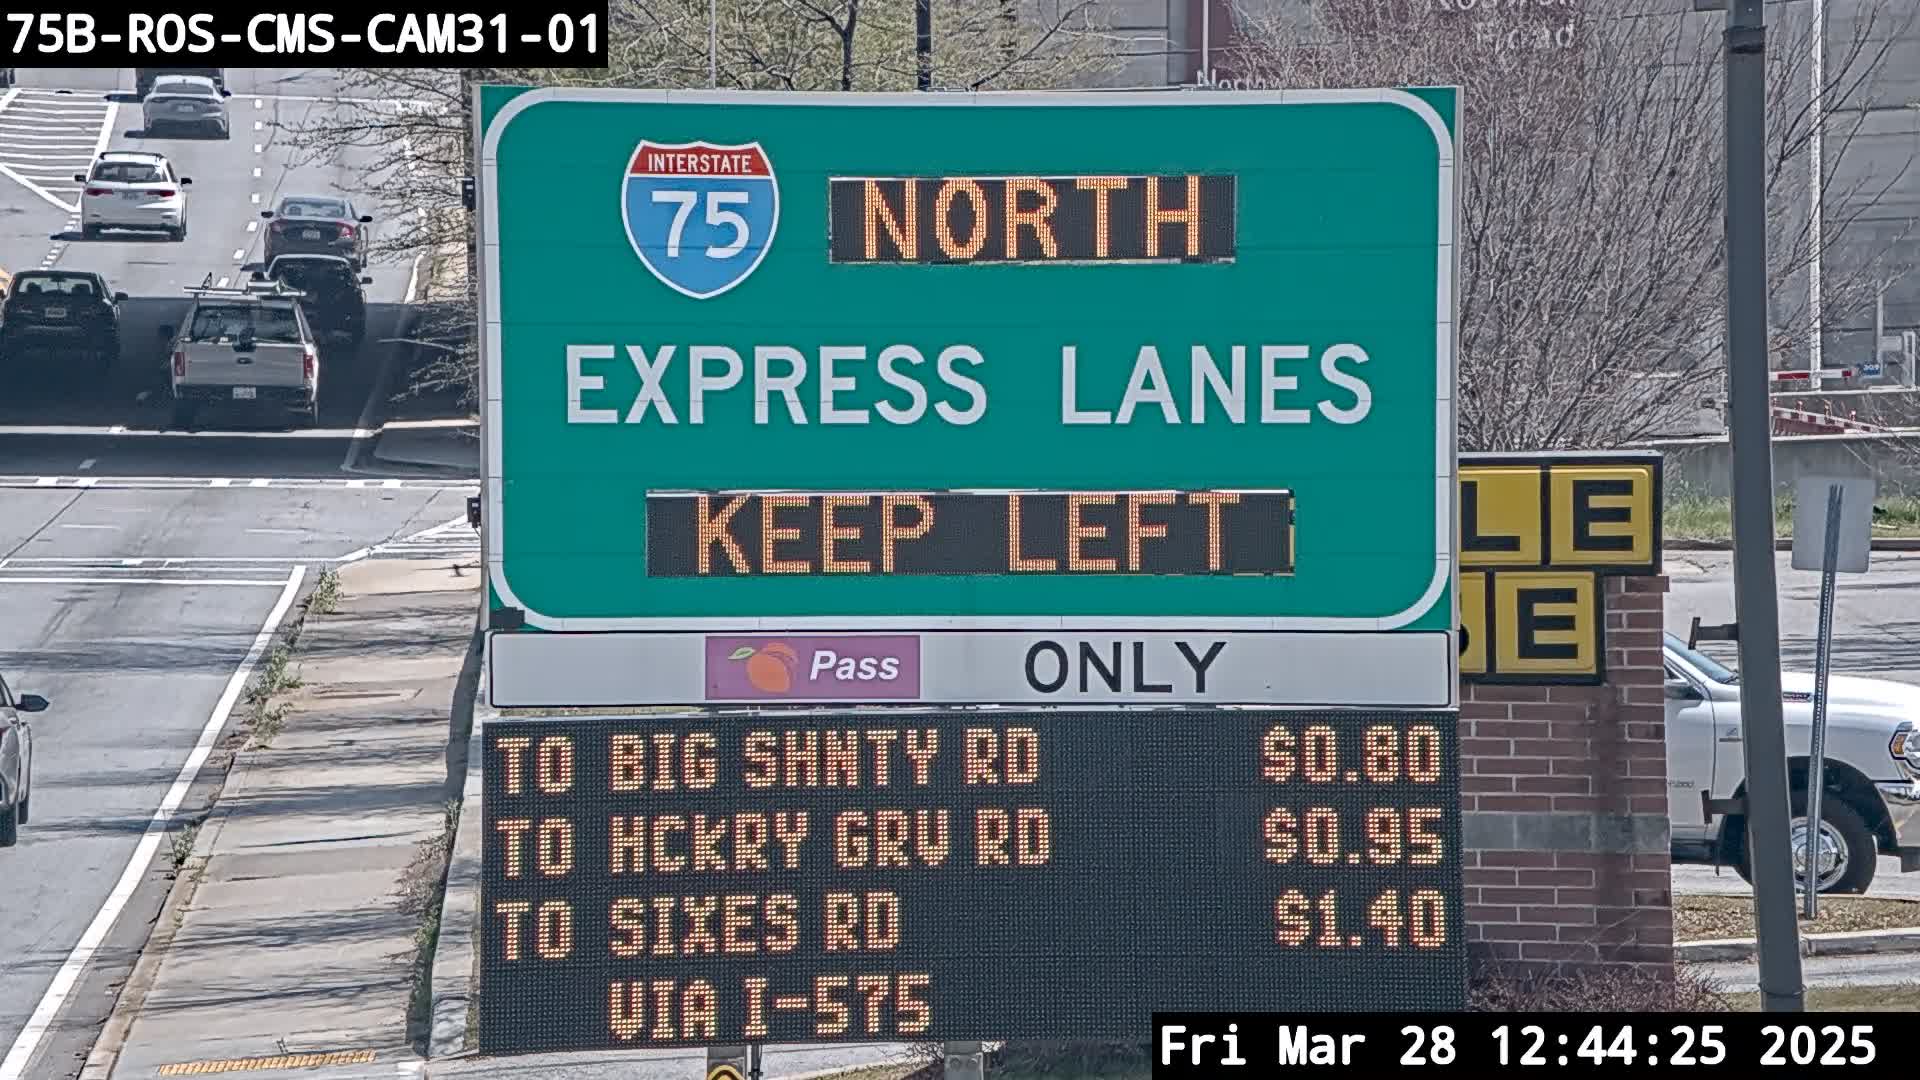 75B-ROS-CMS-CAM31-01
Road
INTERSTATE
75
NORTH
EXPRESS LANES
KEEP LEFT
LE
E
Pass ONLY
TO BIG SHNTY RD $0.80
TO HCKRY GRV RD $0.95
TO SIXES RD $1.40
VIA I-575
Fri Mar 28 12:44:25 2025